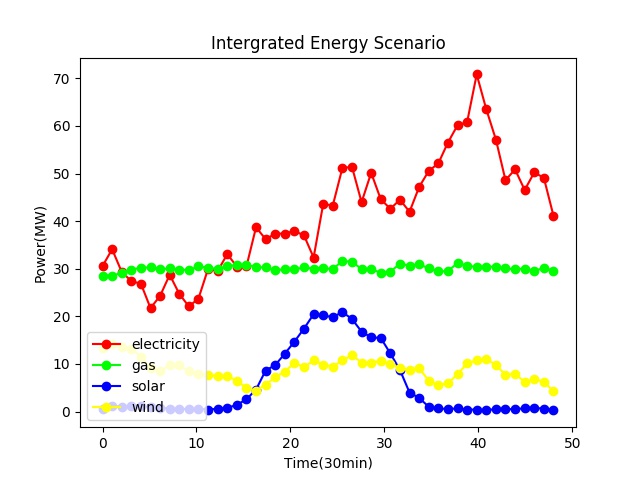 Intergrated Energy Scenario
Power(MW)
70
60
50
40
30
20
10
0
electricity
gas
solar
wind
0 10 20 30 40 50
Time(30min)